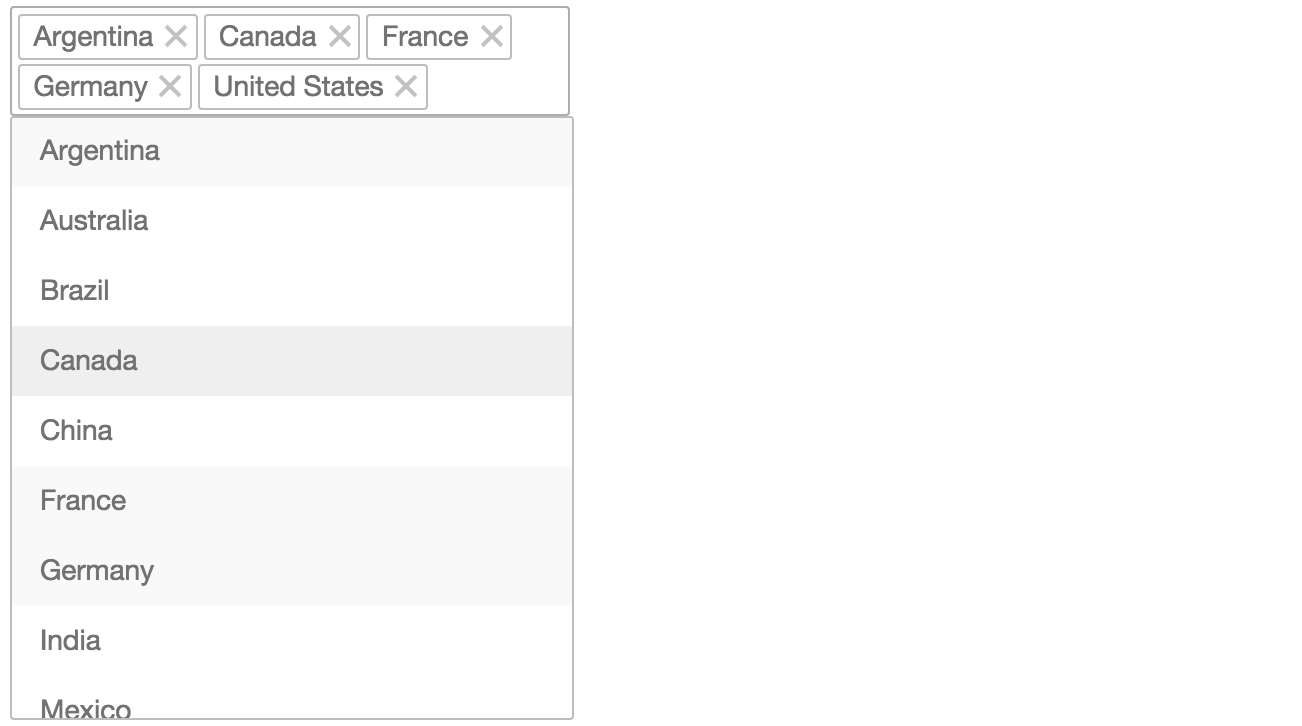 Argentina Canada France
Germany United States
Argentina
Australia
Brazil
Canada
China
France
Germany
India
Mexico